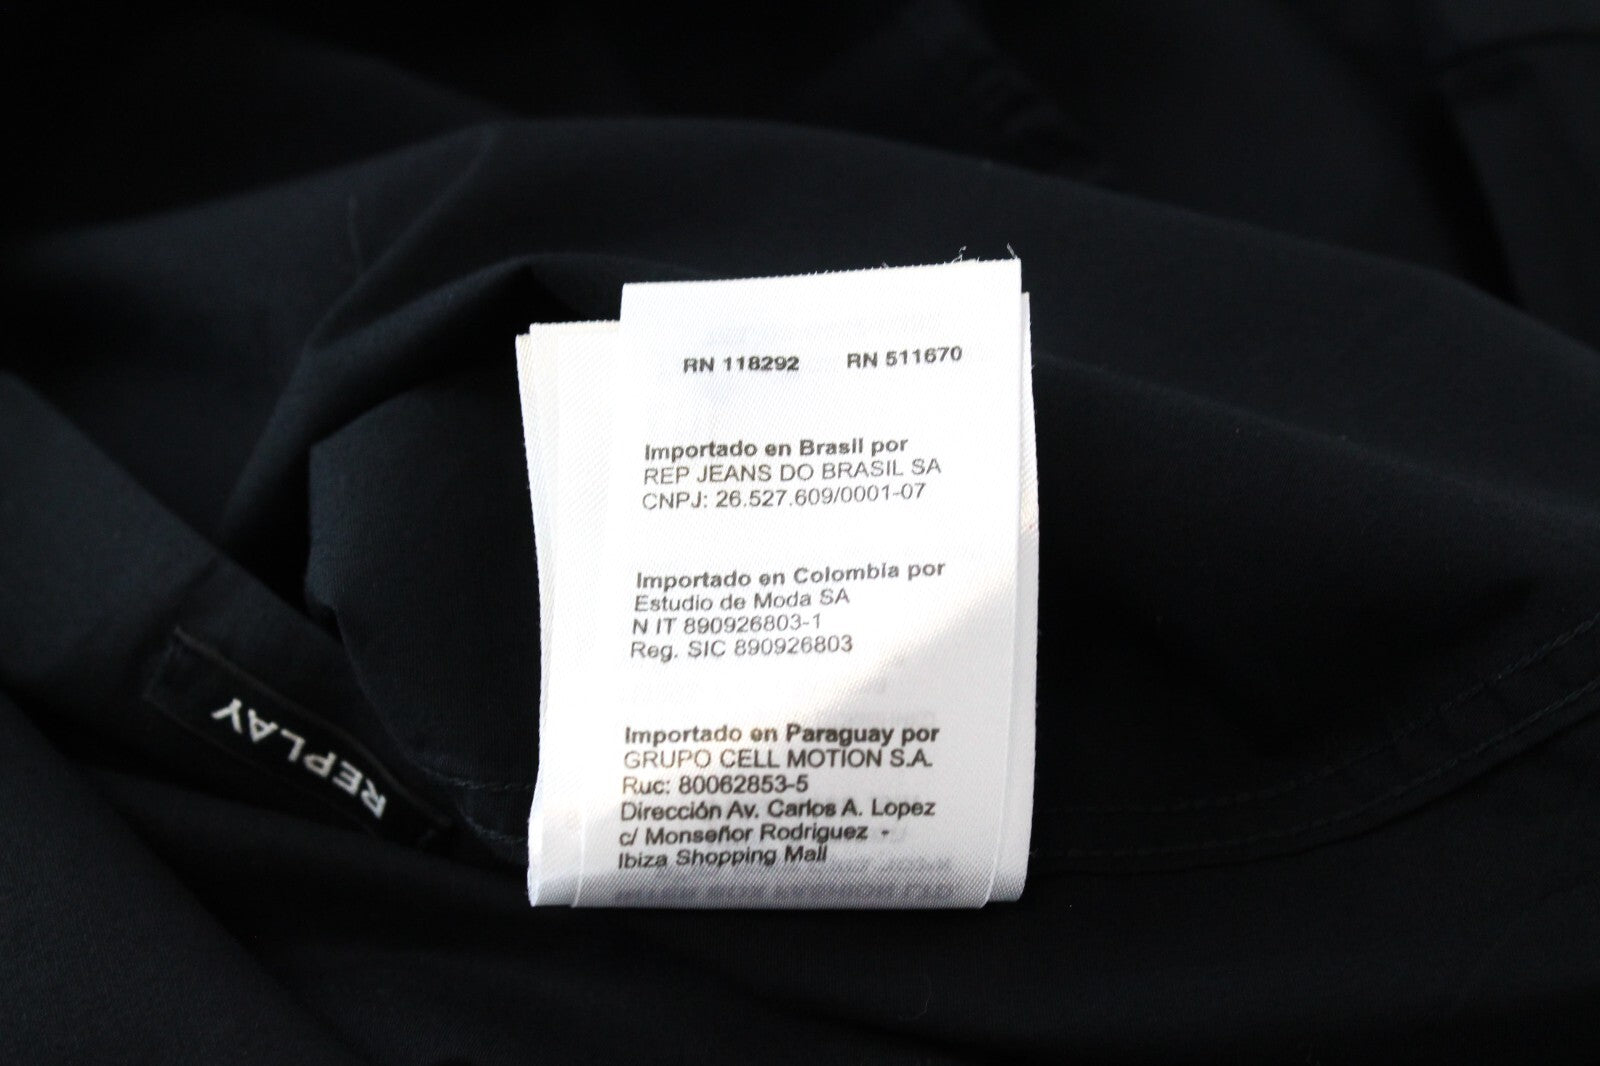 RN 118292 RN 511670
Importado en Brasil por
REP JEANS DO BRASIL SA
CNPJ: 26.527.609/0001-07
Importado en Colombia por
Estudio de Moda SA
N IT 890926803-1
Reg. SIC 890926803
Importado en Paraguay por
GRUPO CELL MOTION S.A.
Ruc: 80062853-5
Dirección Av. Carlos A. Lopez
c/ Monseñor Rodriguez -
Ibiza Shopping Mall
REPLAY